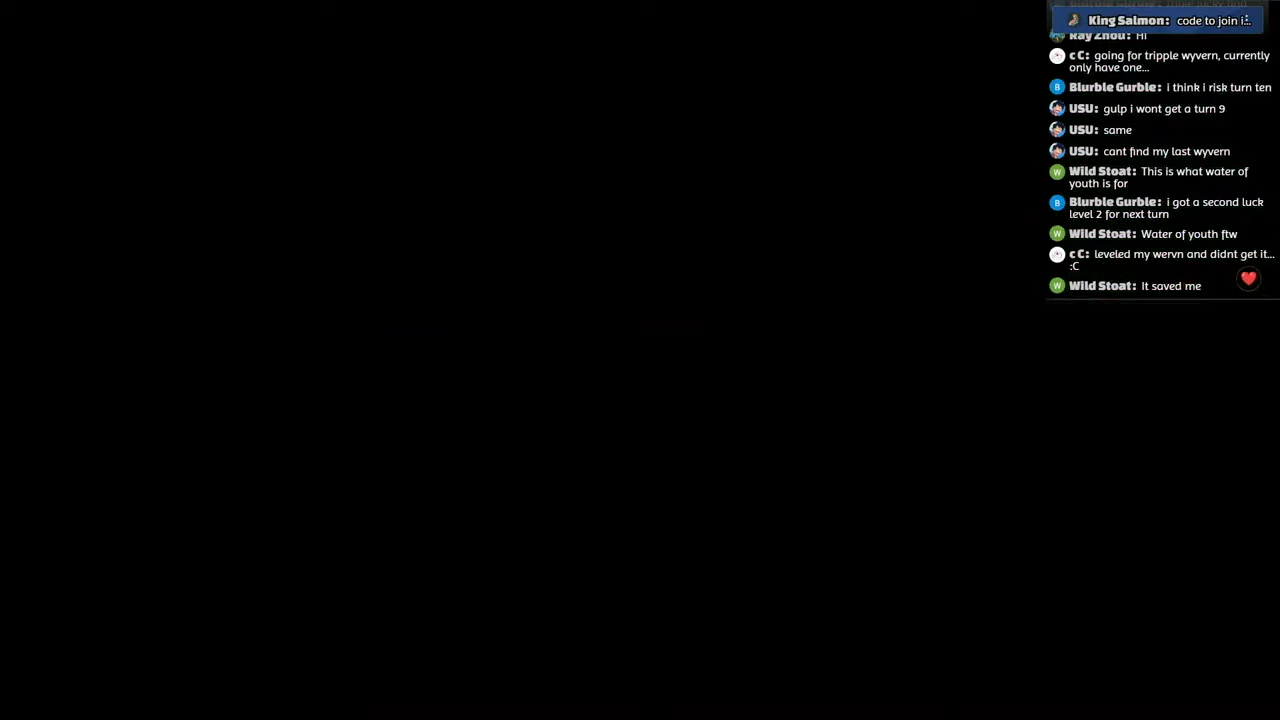 King Salmon: code to join i...
Ray Zhou: Hi
c C: going for tripple wyvern, currently
only have one...
Blurble Gurble: i think i risk turn ten
USU: gulp i wont get a turn 9
USU: same
USU: cant find my last wyvern
Wild Stoat: This is what water of
youth is for
Blurble Gurble: i got a second luck
level 2 for next turn
Wild Stoat: Water of youth ftw
c C: leveled my wervn and didnt get it...
:C
Wild Stoat: It saved me